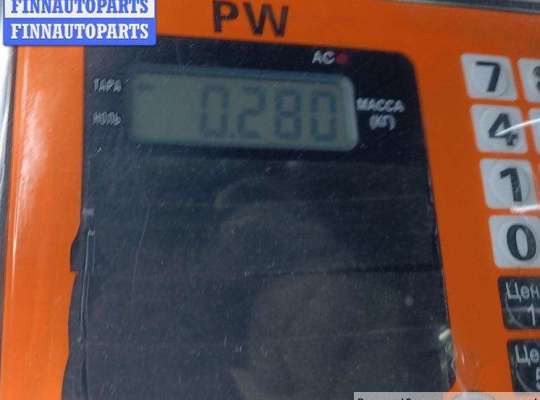 FINNAUTOPARTS
FINNAUTOPARTS
PW
AC
ТАРА
НОЛЬ
0.280
МАССА
(КГ)
7
4
1
0